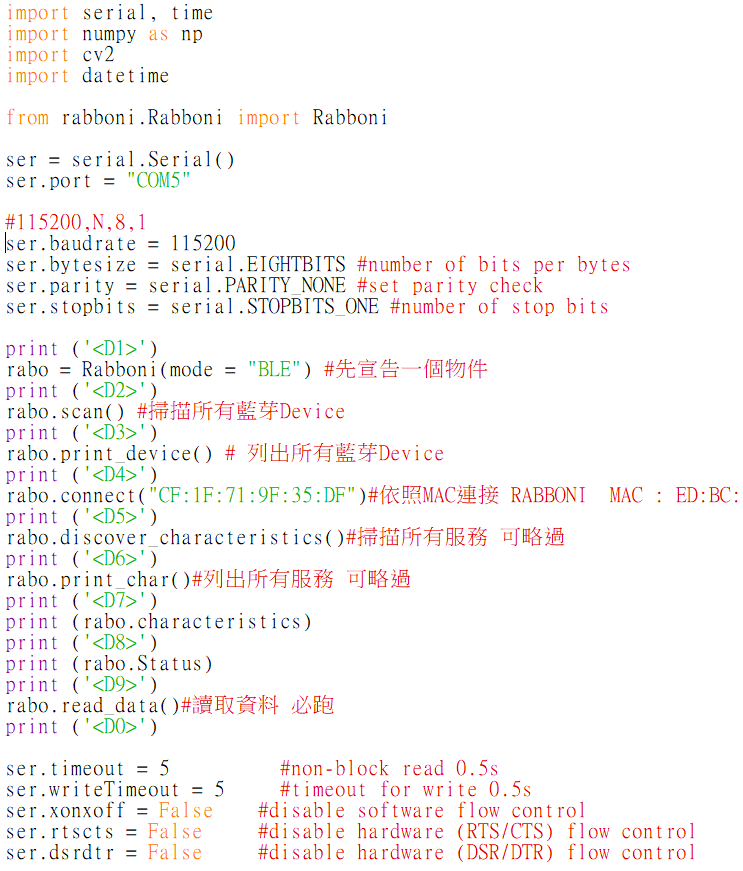 import serial, time
import numpy as np
import cv2
import datetime
from rabboni.Rabboni import Rabboni
ser = serial.Serial()
ser.port = "COM5"
#115200,N,8,1
ser.baudrate = 115200
ser.bytesize = serial.EIGHTBITS #number of bits per bytes
ser.parity = serial.PARITY_NONE #set parity check
ser.stopbits = serial.STOPBITS_ONE #number of stop bits
print ('<D1>')
rabo = Rabboni(mode = "BLE") #先宣告一個物件
print ('<D2>')
rabo.scan() #掃描所有藍芽Device
print ('<D3>')
rabo.print_device() # 列出所有藍芽Device
print ('<D4>')
rabo.connect("CF:1F:71:9F:35:DF")#依照MAC連接 RABBONI  MAC : ED:BC:
print ('<D5>')
rabo.discover_characteristics()#掃描所有服務 可略過
print ('<D6>')
rabo.print_char()#列出所有服務 可略過
print ('<D7>')
print (rabo.characteristics)
print ('<D8>')
print (rabo.Status)
print ('<D9>')
rabo.read_data()#讀取資料 必跑
print ('<D0>')
ser.timeout = 5          #non-block read 0.5s
ser.writeTimeout = 5     #timeout for write 0.5s
ser.xonxoff = False    #disable software flow control
ser.rtscts = False     #disable hardware (RTS/CTS) flow control
ser.dsrdtr = False     #disable hardware (DSR/DTR) flow control